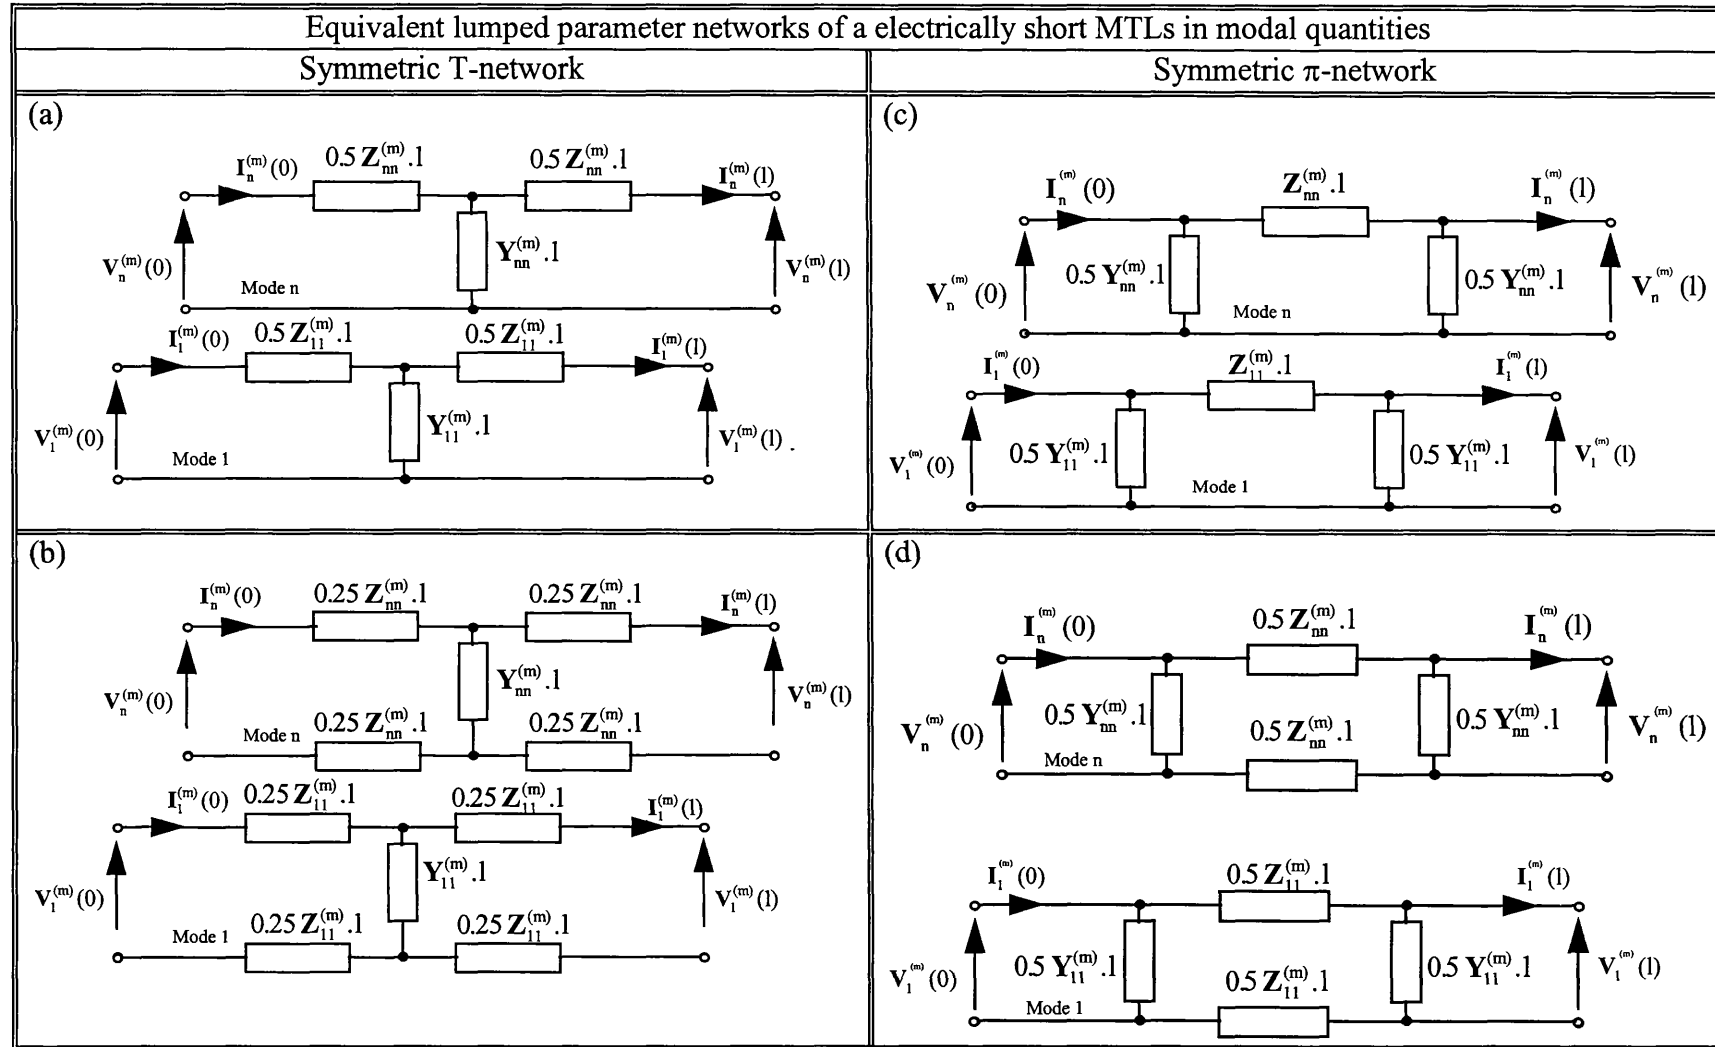 Equivalent lumped parameter networks of a electrically short MTLs in modal quantities
Symmetric T-network
Symmetric π-network
(a)
I_n^(m)(0) 0.5 Z_nn^(m).l 0.5 Z_nn^(m).l I_n^(m)(l)
V_n^(m)(0) Y_nn^(m).l V_n^(m)(l)
Mode n
I_1^(m)(0) 0.5 Z_11^(m).l 0.5 Z_11^(m).l I_1^(m)(l)
V_1^(m)(0) Y_11^(m).l V_1^(m)(l) .
Mode 1
(c)
I_n^(m)(0) Z_nn^(m).l I_n^(m)(l)
V_n^(m)(0) 0.5 Y_nn^(m).l 0.5 Y_nn^(m).l V_n^(m)(l)
Mode n
I_1^(m)(0) Z_11^(m).l I_1^(m)(l)
V_1^(m)(0) 0.5 Y_11^(m).l 0.5 Y_11^(m).l V_1^(m)(l)
Mode 1
(b)
I_n^(m)(0) 0.25 Z_nn^(m).l 0.25 Z_nn^(m).l I_n^(m)(l)
V_n^(m)(0) Y_nn^(m).l V_n^(m)(l)
Mode n 0.25 Z_nn^(m).l 0.25 Z_nn^(m).l
I_1^(m)(0) 0.25 Z_11^(m).l 0.25 Z_11^(m).l I_1^(m)(l)
V_1^(m)(0) Y_11^(m).l V_1^(m)(l)
Mode 1 0.25 Z_11^(m).l 0.25 Z_11^(m).l
(d)
I_n^(m)(0) 0.5 Z_nn^(m).l I_n^(m)(l)
V_n^(m)(0) 0.5 Y_nn^(m).l 0.5 Y_nn^(m).l V_n^(m)(l)
Mode n 0.5 Z_nn^(m).l
I_1^(m)(0) 0.5 Z_11^(m).l I_1^(m)(l)
V_1^(m)(0) 0.5 Y_11^(m).l 0.5 Y_11^(m).l V_1^(m)(l)
Mode 1 0.5 Z_11^(m).l